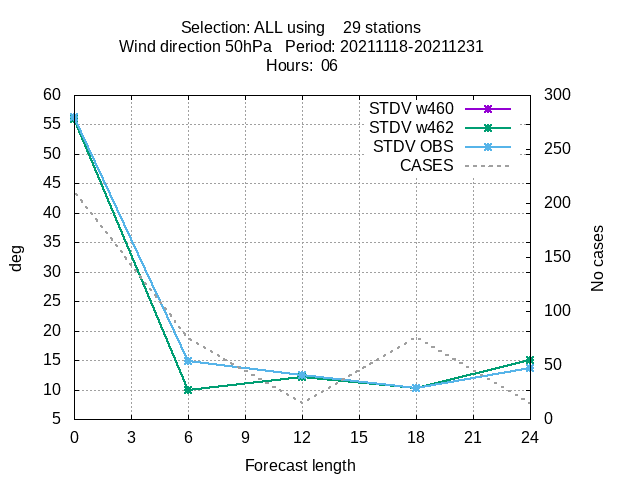 Selection: ALL using    29 stations
Wind direction 50hPa   Period: 20211118-20211231
Hours:  06
STDV w460
STDV w462
STDV OBS
CASES
60
55
50
45
40
35
30
25
20
15
10
5
deg
300
250
200
150
100
50
0
No cases
0 3 6 9 12 15 18 21 24
Forecast length